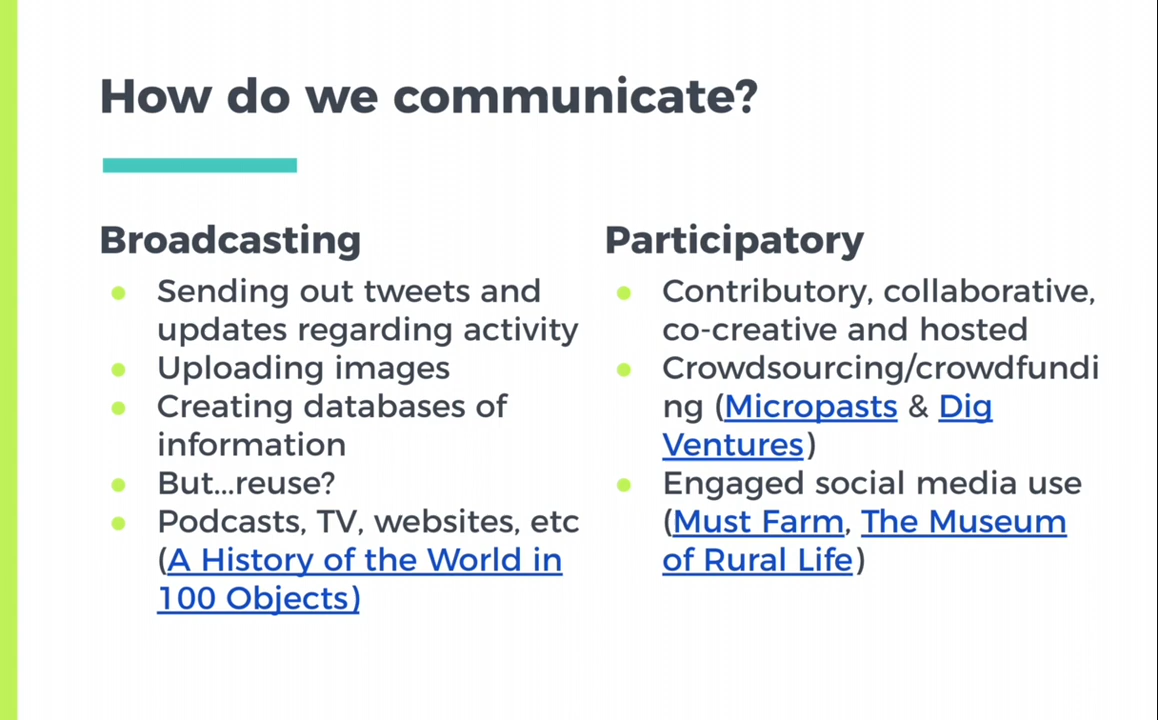 How do we communicate?
Broadcasting
Sending out tweets and
updates regarding activity
Uploading images
Creating databases of
information
But...reuse?
Podcasts, TV, websites, etc
(A History of the World in
100 Objects)
Participatory
Contributory, collaborative,
co-creative and hosted
Crowdsourcing/crowdfundi
ng (Micropasts & Dig
Ventures)
Engaged social media use
(Must Farm, The Museum
of Rural Life)